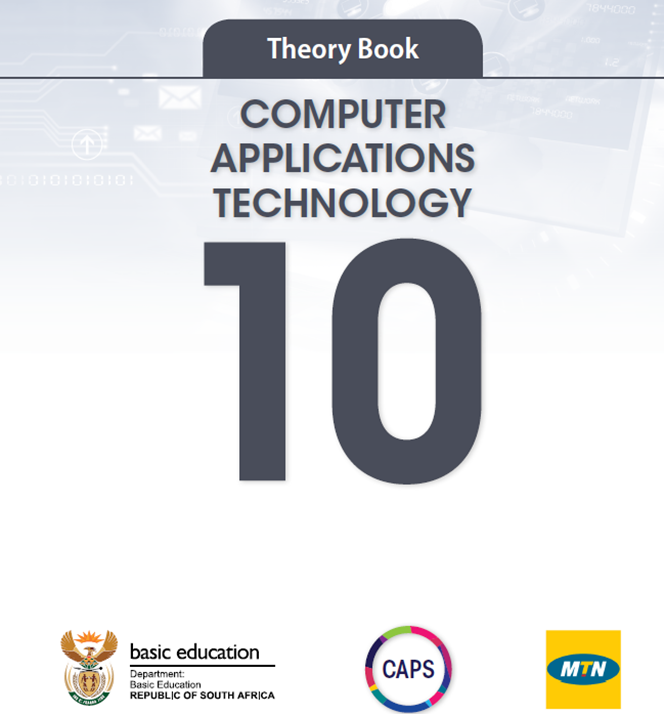 Theory Book
COMPUTER
APPLICATIONS
TECHNOLOGY
10
basic education
Department:
Basic Education
REPUBLIC OF SOUTH AFRICA
CAPS
MTN